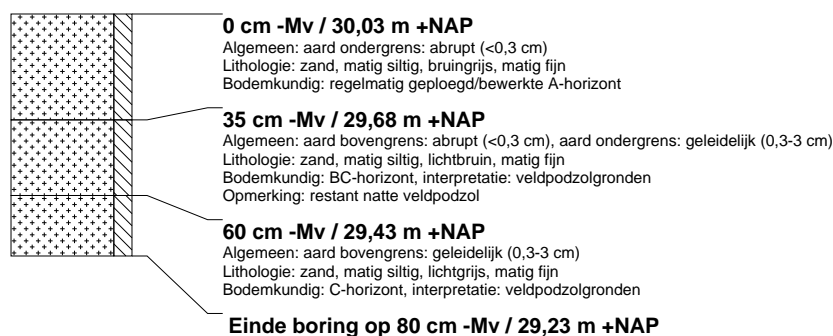 0 cm -Mv / 30,03 m +NAP
Algemeen: aard ondergrens: abrupt (<0,3 cm)
Lithologie: zand, matig siltig, bruingrijs, matig fijn
Bodemkundig: regelmatig geploegd/bewerkte A-horizont
35 cm -Mv / 29,68 m +NAP
Algemeen: aard bovengrens: abrupt (<0,3 cm), aard ondergrens: geleidelijk (0,3-3 cm)
Lithologie: zand, matig siltig, lichtbruin, matig fijn
Bodemkundig: BC-horizont, interpretatie: veldpodzolgronden
Opmerking: restant natte veldpodzol
60 cm -Mv / 29,43 m +NAP
Algemeen: aard bovengrens: geleidelijk (0,3-3 cm)
Lithologie: zand, matig siltig, lichtgrijs, matig fijn
Bodemkundig: C-horizont, interpretatie: veldpodzolgronden
Einde boring op 80 cm -Mv / 29,23 m +NAP